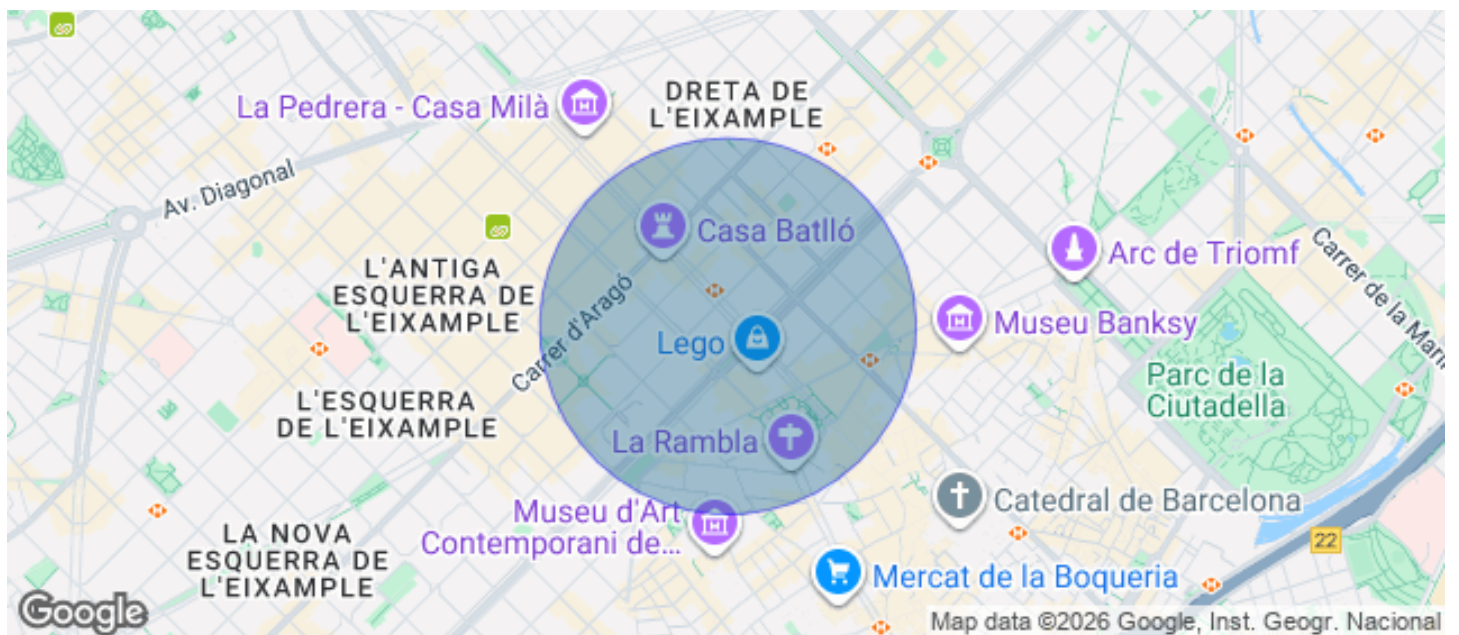 DRETA DE
L'EIXAMPLE
La Pedrera - Casa Milà
Av. Diagonal
Casa Batlló
Arc de Triomf
L'ANTIGA
ESQUERRA DE
L'EIXAMPLE
Carrer d'Aragó
Lego
Museu Banksy
Carrer de la Marin
Parc de la
Ciutadella
L'ESQUERRA
DE L'EIXAMPLE
La Rambla
Catedral de Barcelona
Museu d'Art
Contemporani de...
LA NOVA
ESQUERRA DE
L'EIXAMPLE
22
Mercat de la Boqueria
Google
Map data ©2026 Google, Inst. Geogr. Nacional